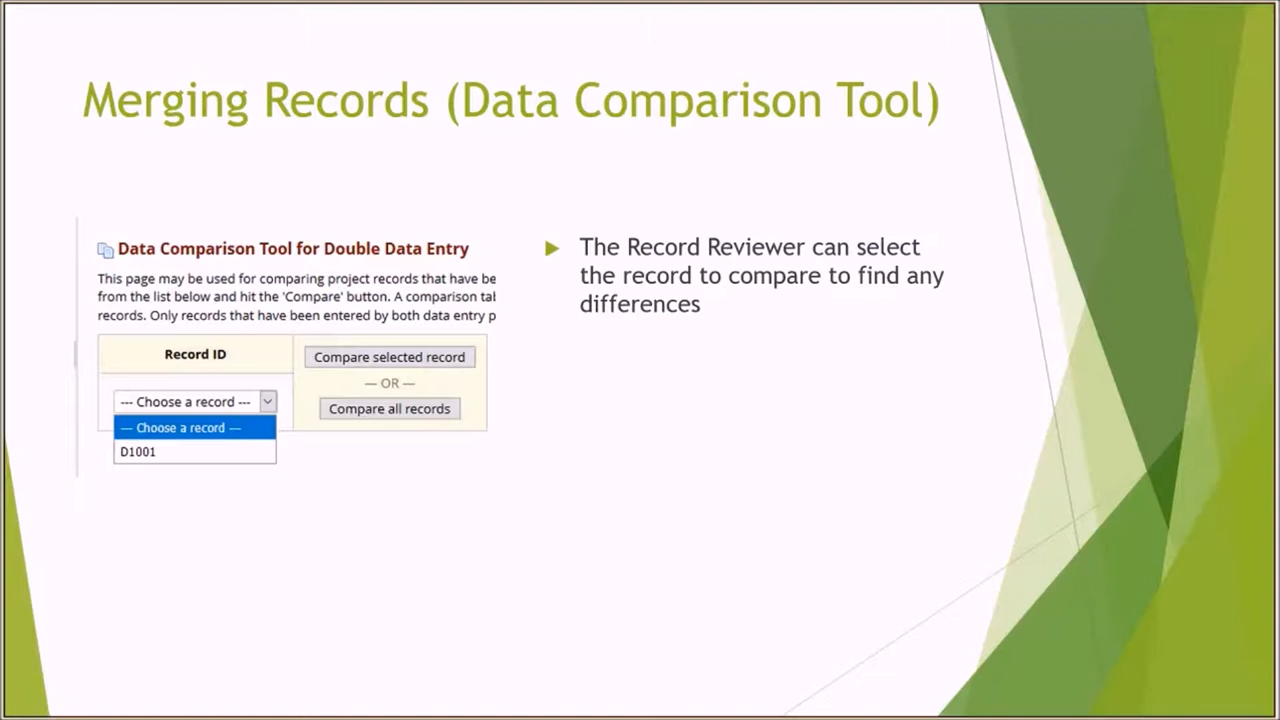 Merging Records (Data Comparison Tool)
Data Comparison Tool for Double Data Entry
This page may be used for comparing project records that have be
from the list below and hit the 'Compare' button. A comparison tal
records. Only records that have been entered by both data entry p
Record ID
--- Choose a record ---
--- Choose a record ---
D1001
Compare selected record
— OR —
Compare all records
The Record Reviewer can select
the record to compare to find any
differences